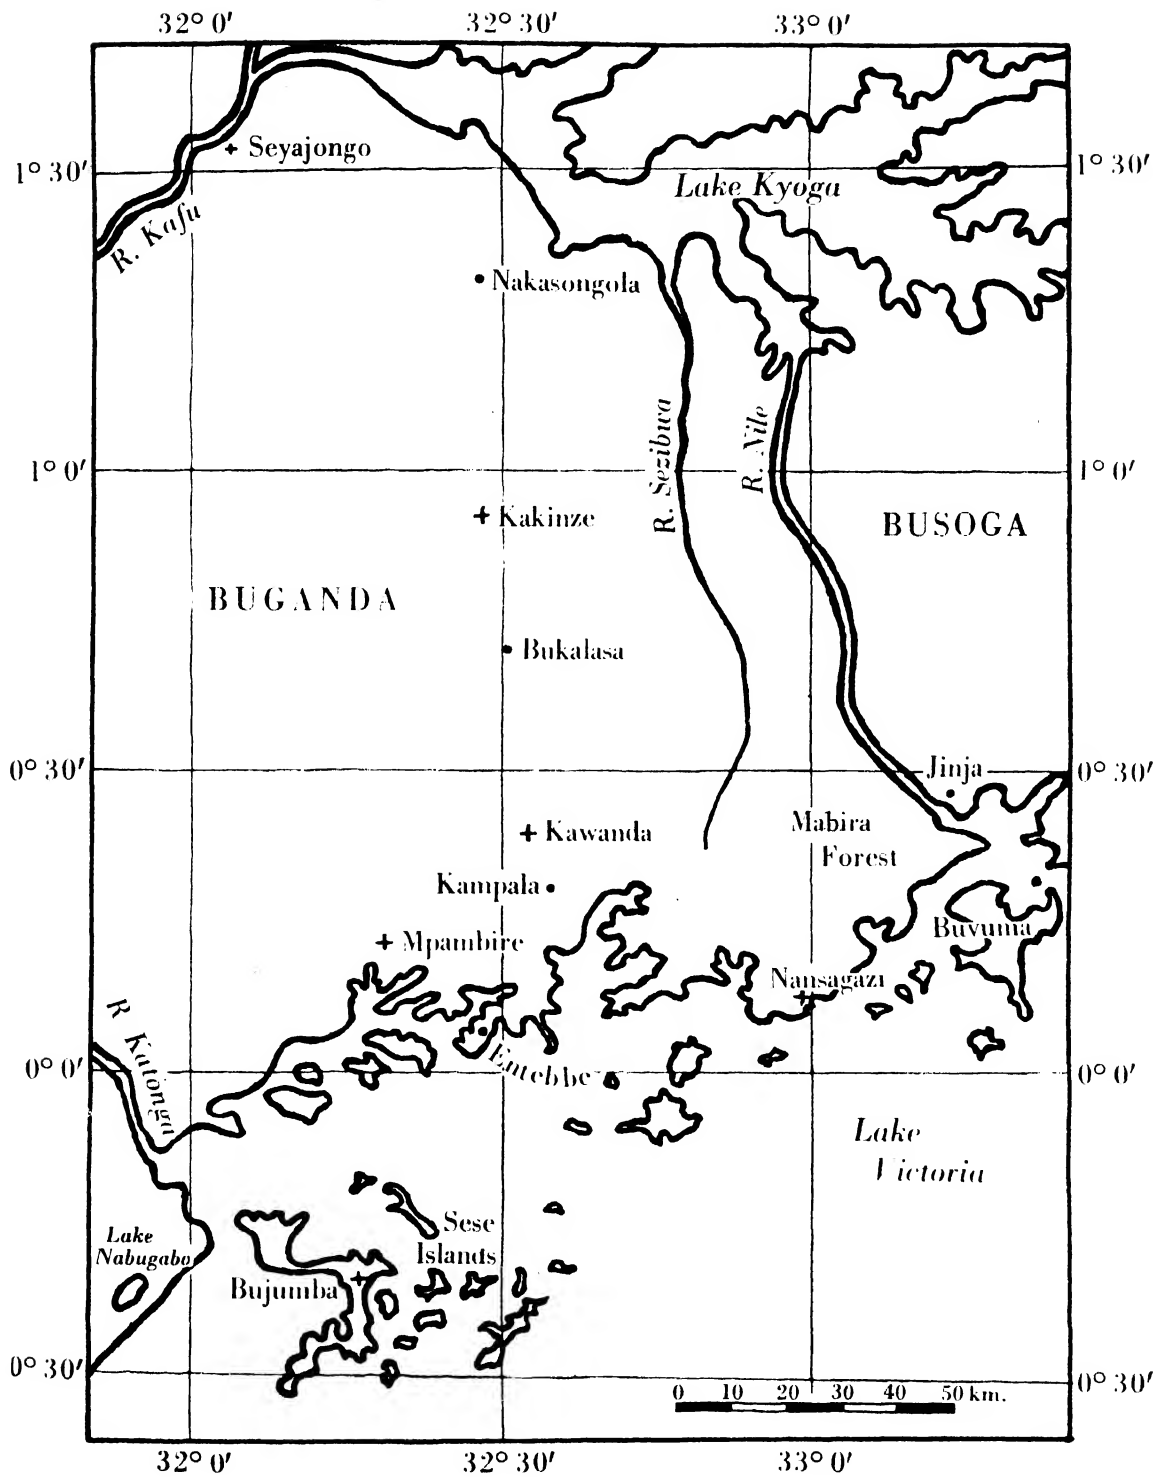 32° 0′ 32° 30′ 33° 0′
Seyajongo
1° 30′ 1° 30′
Lake Kyoga
R. Kafu
Nakasongola
R. Sezibwa
R. Nile
1° 0′ 1° 0′
Kakinze
BUSOGA
BUGANDA
Bukalasa
Jinja
0° 30′ 0° 30′
Kawanda
Mabira
Forest
Kampala
Buvuma
Mpambire
Nansagazi
R Katonga
Entebbe
0° 0′ 0° 0′
Lake
Victoria
Sese
Islands
Lake
Nabugabo
Bujumba
0° 30′ 0° 30′
0 10 20 30 40 50 km.
32° 0′ 32° 30′ 33° 0′